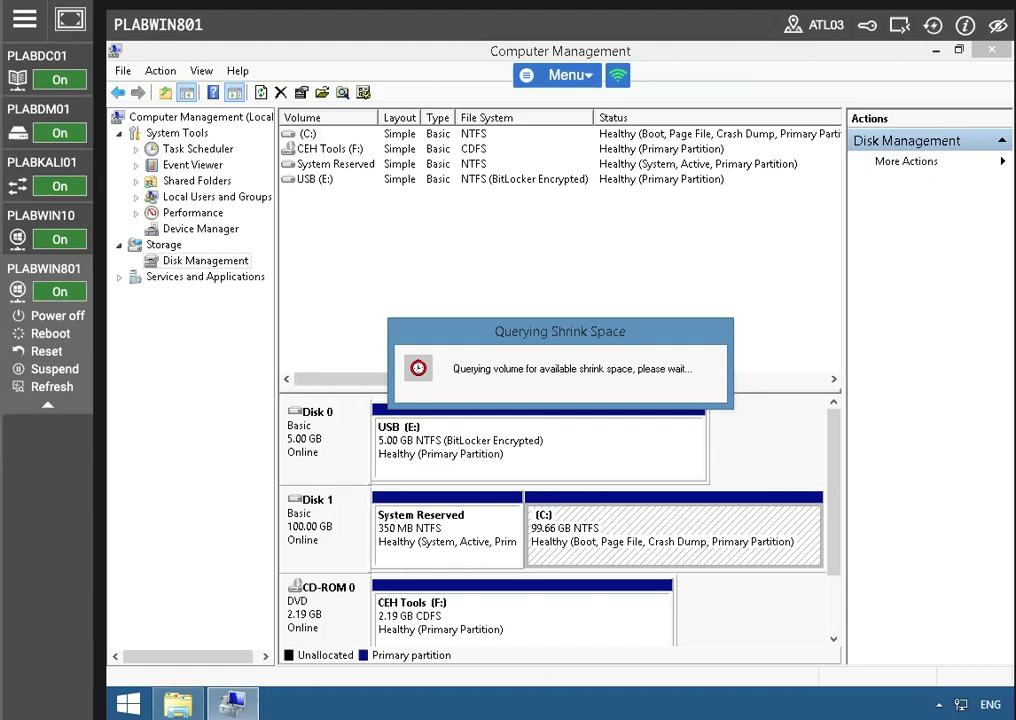 PLABWIN801
ATL03
PLABDC01
On
PLABDM01
On
PLABKALI01
On
PLABWIN10
On
PLABWIN801
On
Power off
Reboot
Reset
Suspend
Refresh
Computer Management
File Action View Help
Menu
Computer Management (Local
System Tools
Task Scheduler
Event Viewer
Shared Folders
Local Users and Groups
Performance
Device Manager
Storage
Disk Management
Services and Applications
Volume Layout Type File System Status
(C:) Simple Basic NTFS Healthy (Boot, Page File, Crash Dump, Primary Parti
CEH Tools (F:) Simple Basic CDFS Healthy (Primary Partition)
System Reserved Simple Basic NTFS Healthy (System, Active, Primary Partition)
USB (E:) Simple Basic NTFS (BitLocker Encrypted) Healthy (Primary Partition)
Actions
Disk Management
More Actions
Querying Shrink Space
Querying volume for available shrink space, please wait...
Disk 0
Basic
5.00 GB
Online
USB (E:)
5.00 GB NTFS (BitLocker Encrypted)
Healthy (Primary Partition)
Disk 1
Basic
100.00 GB
Online
System Reserved
350 MB NTFS
Healthy (System, Active, Prim
(C:)
99.66 GB NTFS
Healthy (Boot, Page File, Crash Dump, Primary Partition)
CD-ROM 0
DVD
2.19 GB
Online
CEH Tools (F:)
2.19 GB CDFS
Healthy (Primary Partition)
Unallocated Primary partition
ENG